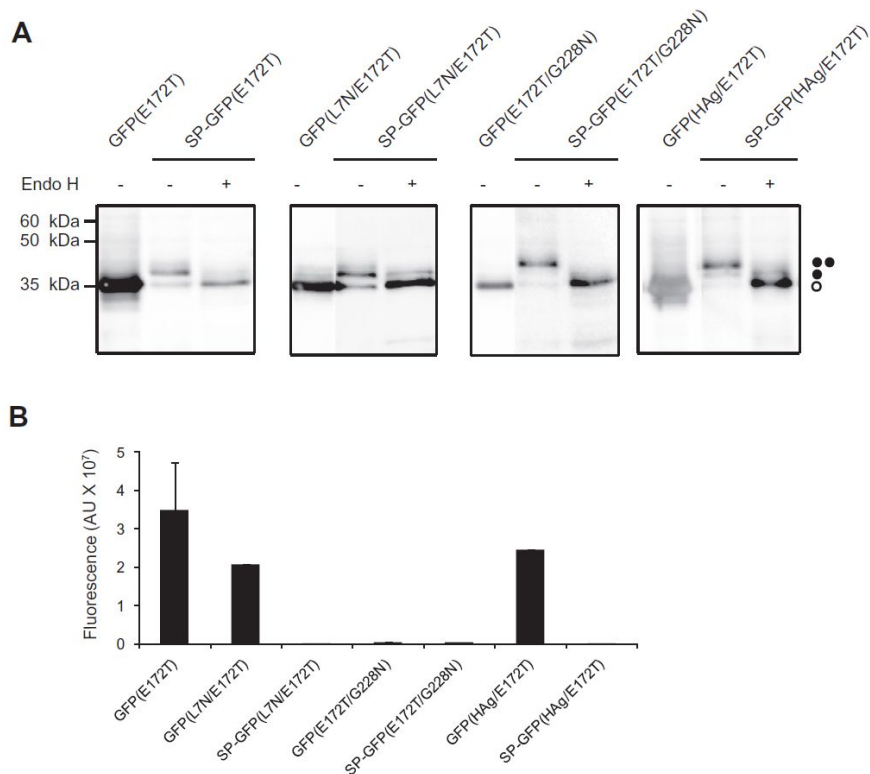 A
GFP(E172T)
SP-GFP(E172T)
GFP(L7N/E172T)
SP-GFP(L7N/E172T)
GFP(E172T/G228N)
SP-GFP(E172T/G228N)
GFP(HAg/E172T)
SP-GFP(HAg/E172T)
Endo H - - + - - + - - + - - +
60 kDa
50 kDa
35 kDa
B
Fluorescence (AU X 10⁷)
5
4
3
2
1
0
GFP(E172T)
GFP(L7N/E172T)
SP-GFP(L7N/E172T)
GFP(E172T/G228N)
SP-GFP(E172T/G228N)
GFP(HAg/E172T)
SP-GFP(HAg/E172T)